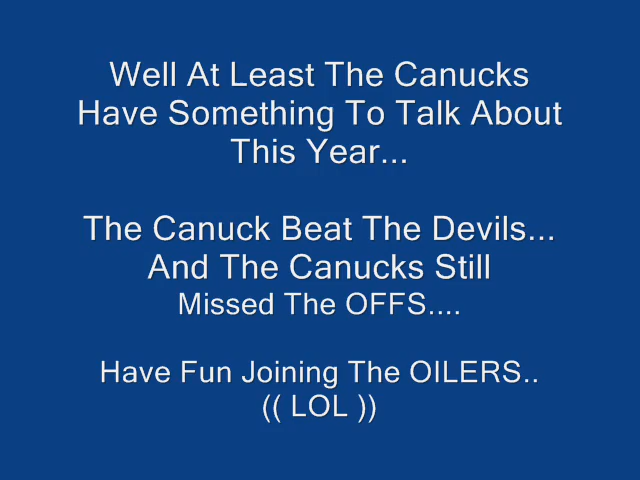 Well At Least The Canucks
Have Something To Talk About
This Year...
The Canuck Beat The Devils...
And The Canucks Still
Missed The OFFS....
Have Fun Joining The OILERS..
(( LOL ))